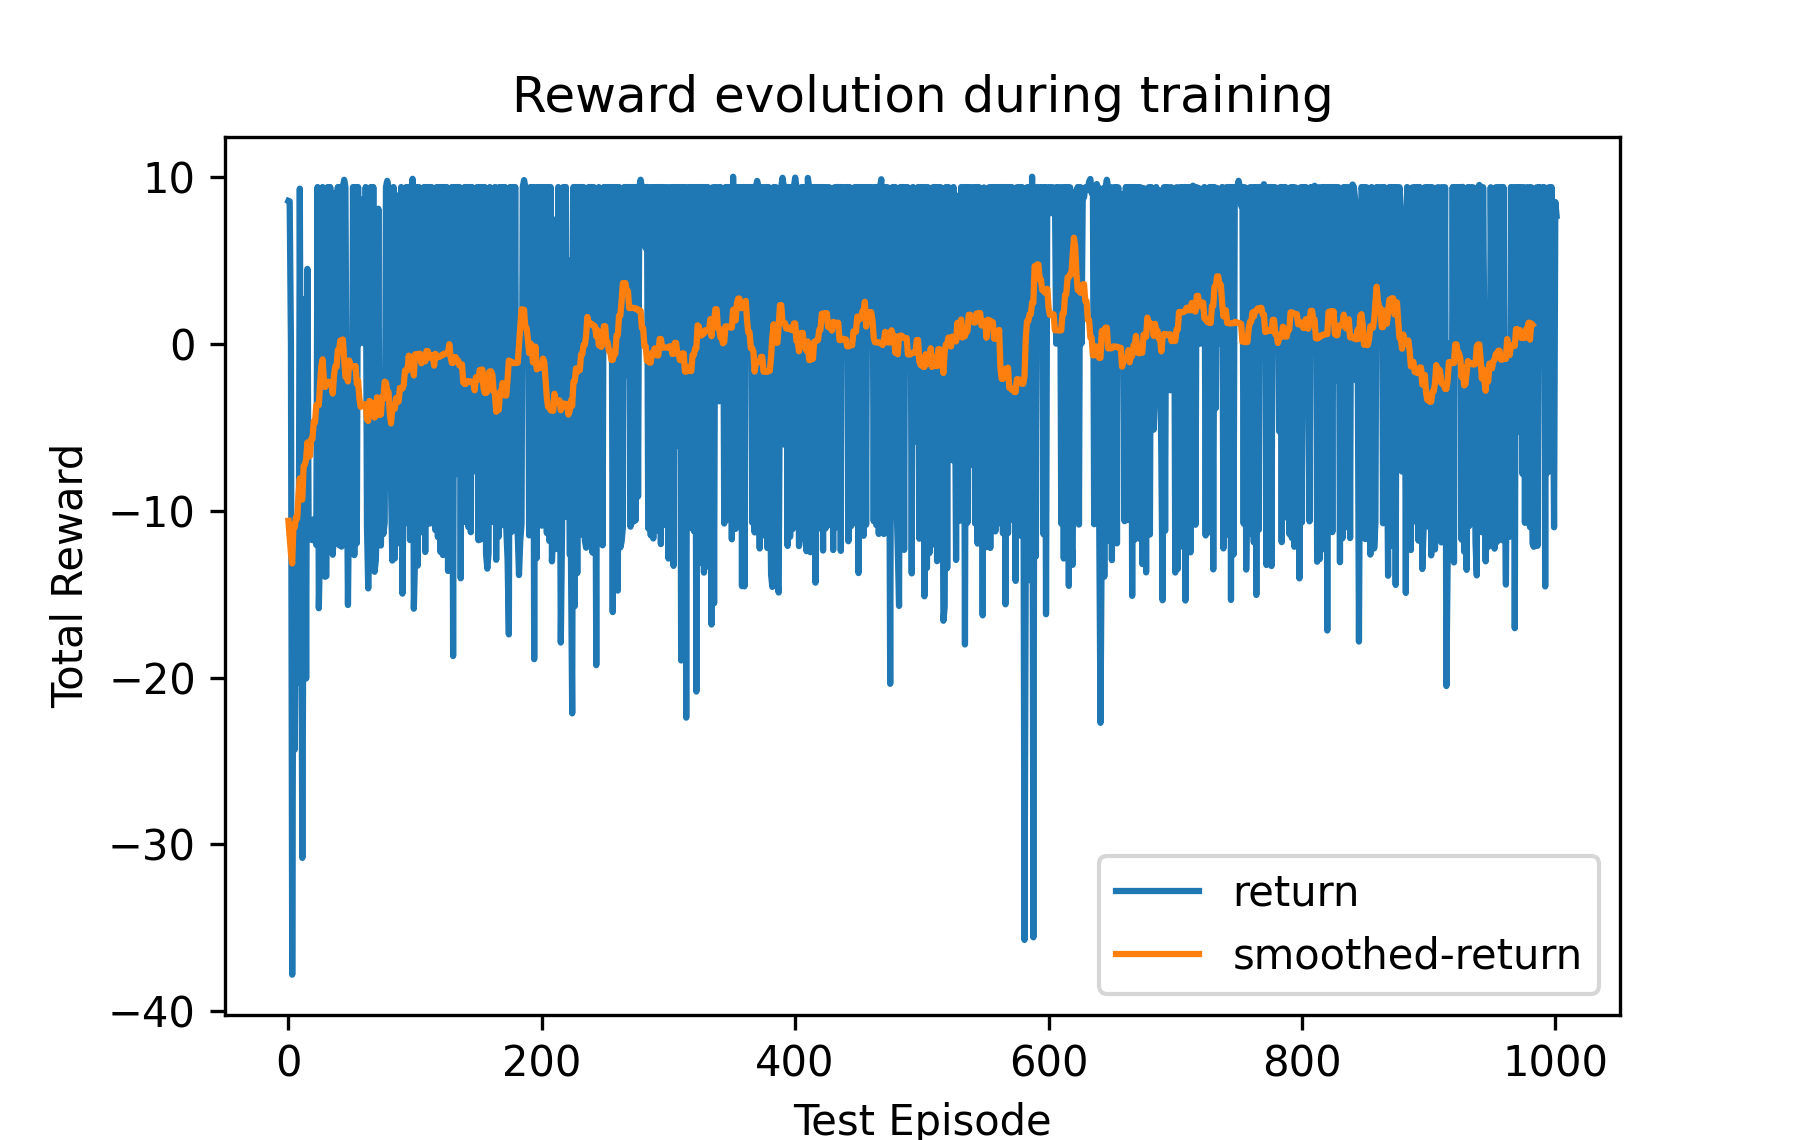 Reward evolution during training
Total Reward
10
0
−10
−20
−30
−40
0 200 400 600 800 1000
Test Episode
return
smoothed-return